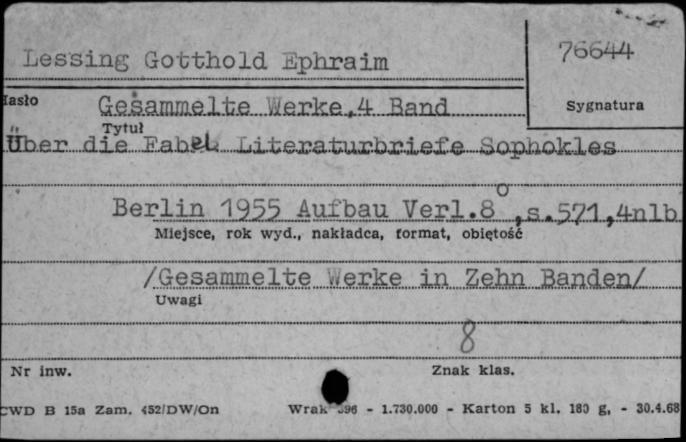 Lessing Gotthold Ephraim
76644
Hasło
Gesammelte Werke,4 Band
Sygnatura
Tytuł
Über die Fabel Literaturbriefe Sophokles
Berlin 1955 Aufbau Verl.8°,s.571,4nlb
Miejsce, rok wyd., nakładca, format, objętość
/Gesammelte Werke in Zehn Banden/
Uwagi
8
Nr inw.
Znak klas.
CWD B 15a Zam. 452/DW/On
Wrak 396 - 1.730.000 - Karton 5 kl. 180 g, - 30.4.68